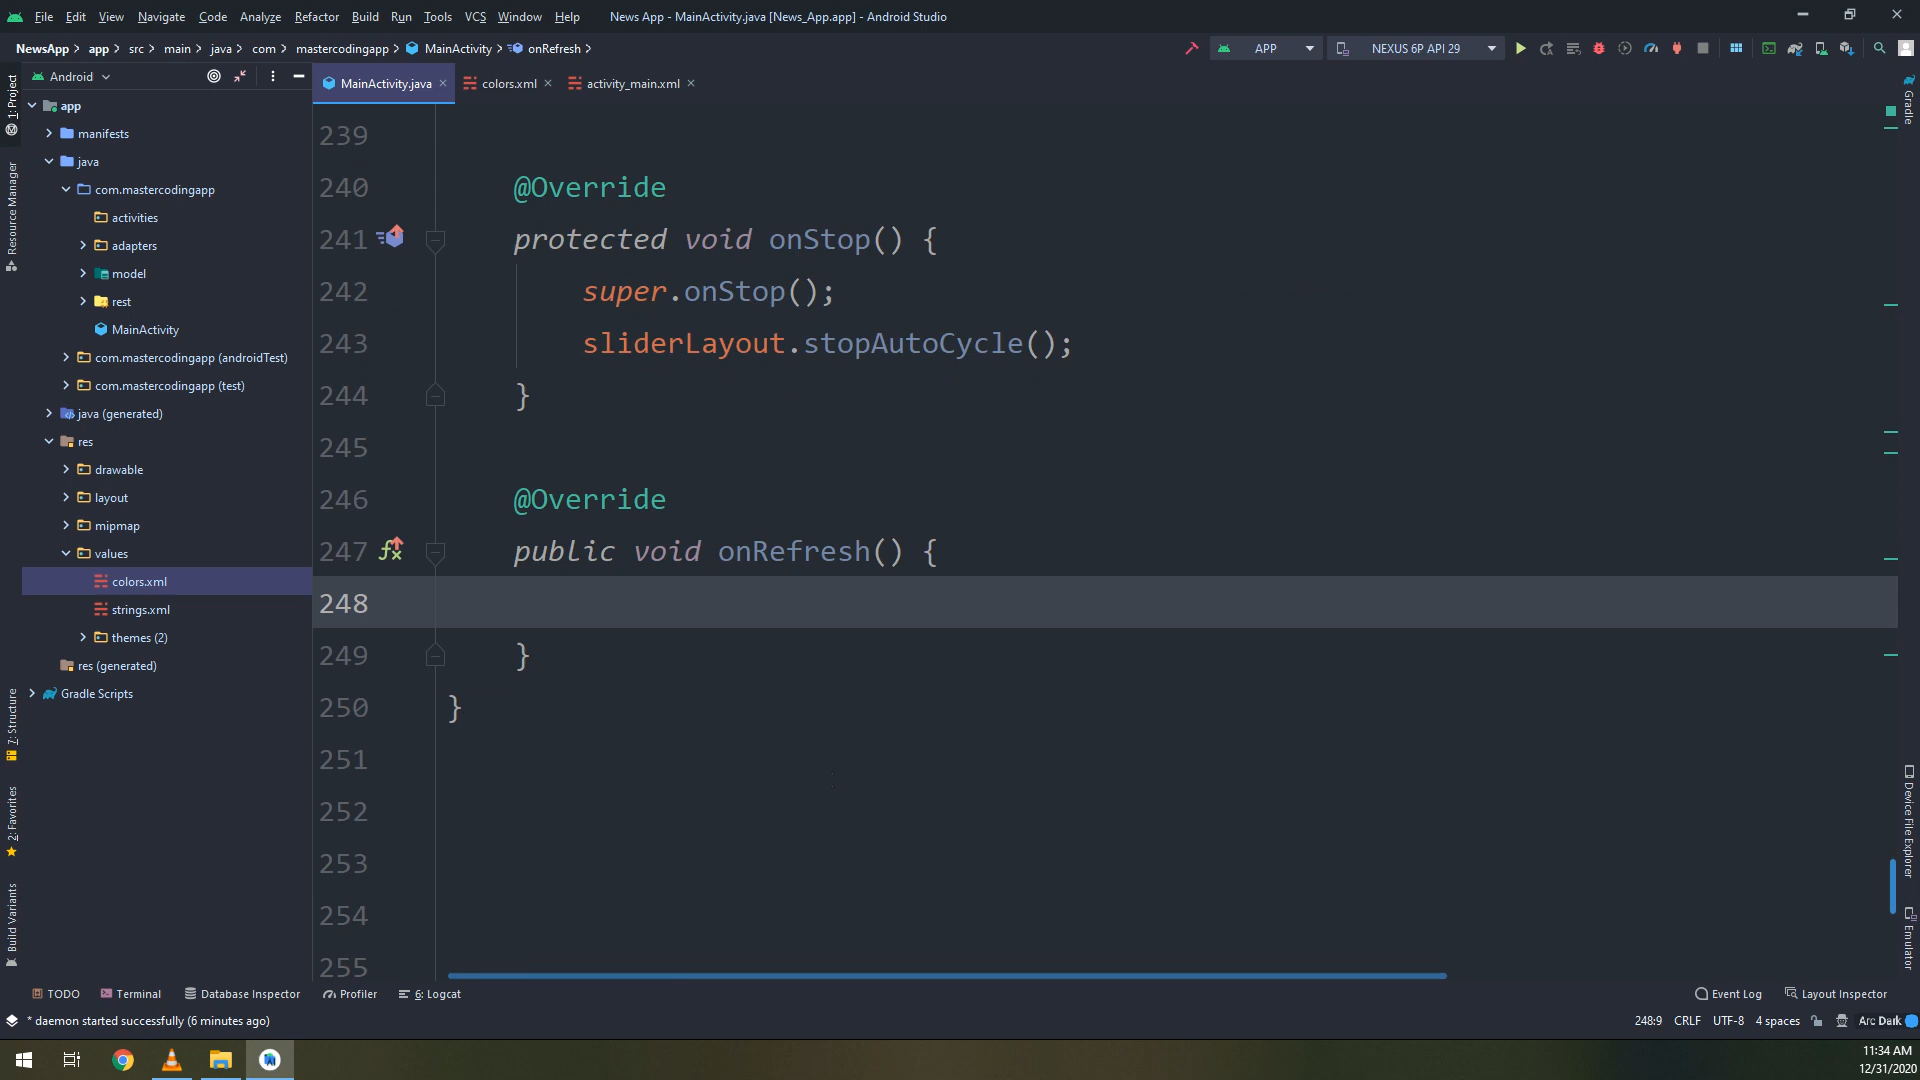 File Edit View Navigate Code Analyze Refactor Build Run Tools VCS Window Help News App - MainActivity.java [News_App.app] - Android Studio
NewsApp app src main java com mastercodingapp MainActivity onRefresh APP NEXUS 6P API 29
Android
MainActivity.java colors.xml activity_main.xml
1: Project
Resource Manager
7: Structure
2: Favorites
Build Variants
app
manifests
java
com.mastercodingapp
activities
adapters
model
rest
MainActivity
com.mastercodingapp (androidTest)
com.mastercodingapp (test)
java (generated)
res
drawable
layout
mipmap
values
colors.xml
strings.xml
themes (2)
res (generated)
Gradle Scripts
239
240 @Override
241 protected void onStop() {
242 super.onStop();
243 sliderLayout.stopAutoCycle();
244 }
245
246 @Override
247 public void onRefresh() {
248
249 }
250 }
251
252
253
254
255
Gradle
Device File Explorer
Emulator
TODO Terminal Database Inspector Profiler 6: Logcat Event Log Layout Inspector
* daemon started successfully (6 minutes ago) 248:9 CRLF UTF-8 4 spaces Arc Dark
11:34 AM
12/31/2020